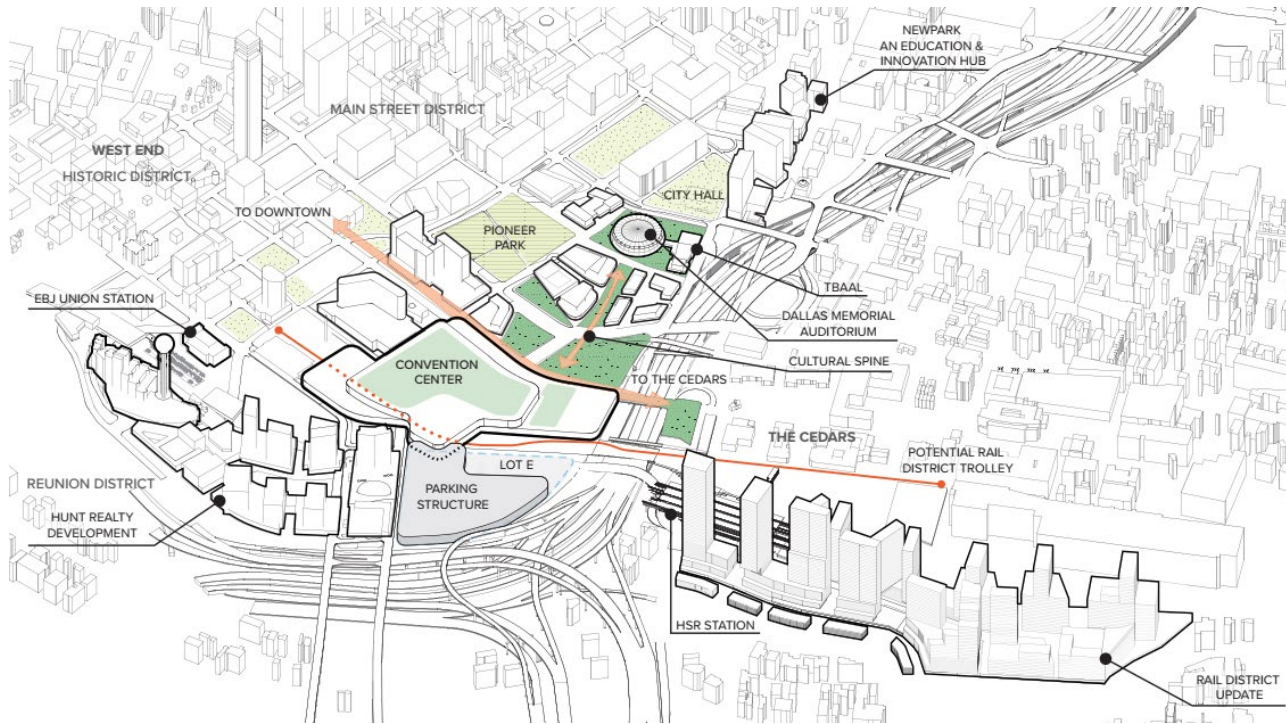 NEWPARK
AN EDUCATION &
INNOVATION HUB
MAIN STREET DISTRICT
WEST END
HISTORIC DISTRICT
CITY HALL
TO DOWNTOWN
PIONEER
PARK
EBJ UNION STATION
TBAAL
DALLAS MEMORIAL
AUDITORIUM
CULTURAL SPINE
CONVENTION
CENTER
TO THE CEDARS
THE CEDARS
POTENTIAL RAIL
DISTRICT TROLLEY
LOT E
REUNION DISTRICT
PARKING
STRUCTURE
HUNT REALTY
DEVELOPMENT
HSR STATION
RAIL DISTRICT
UPDATE